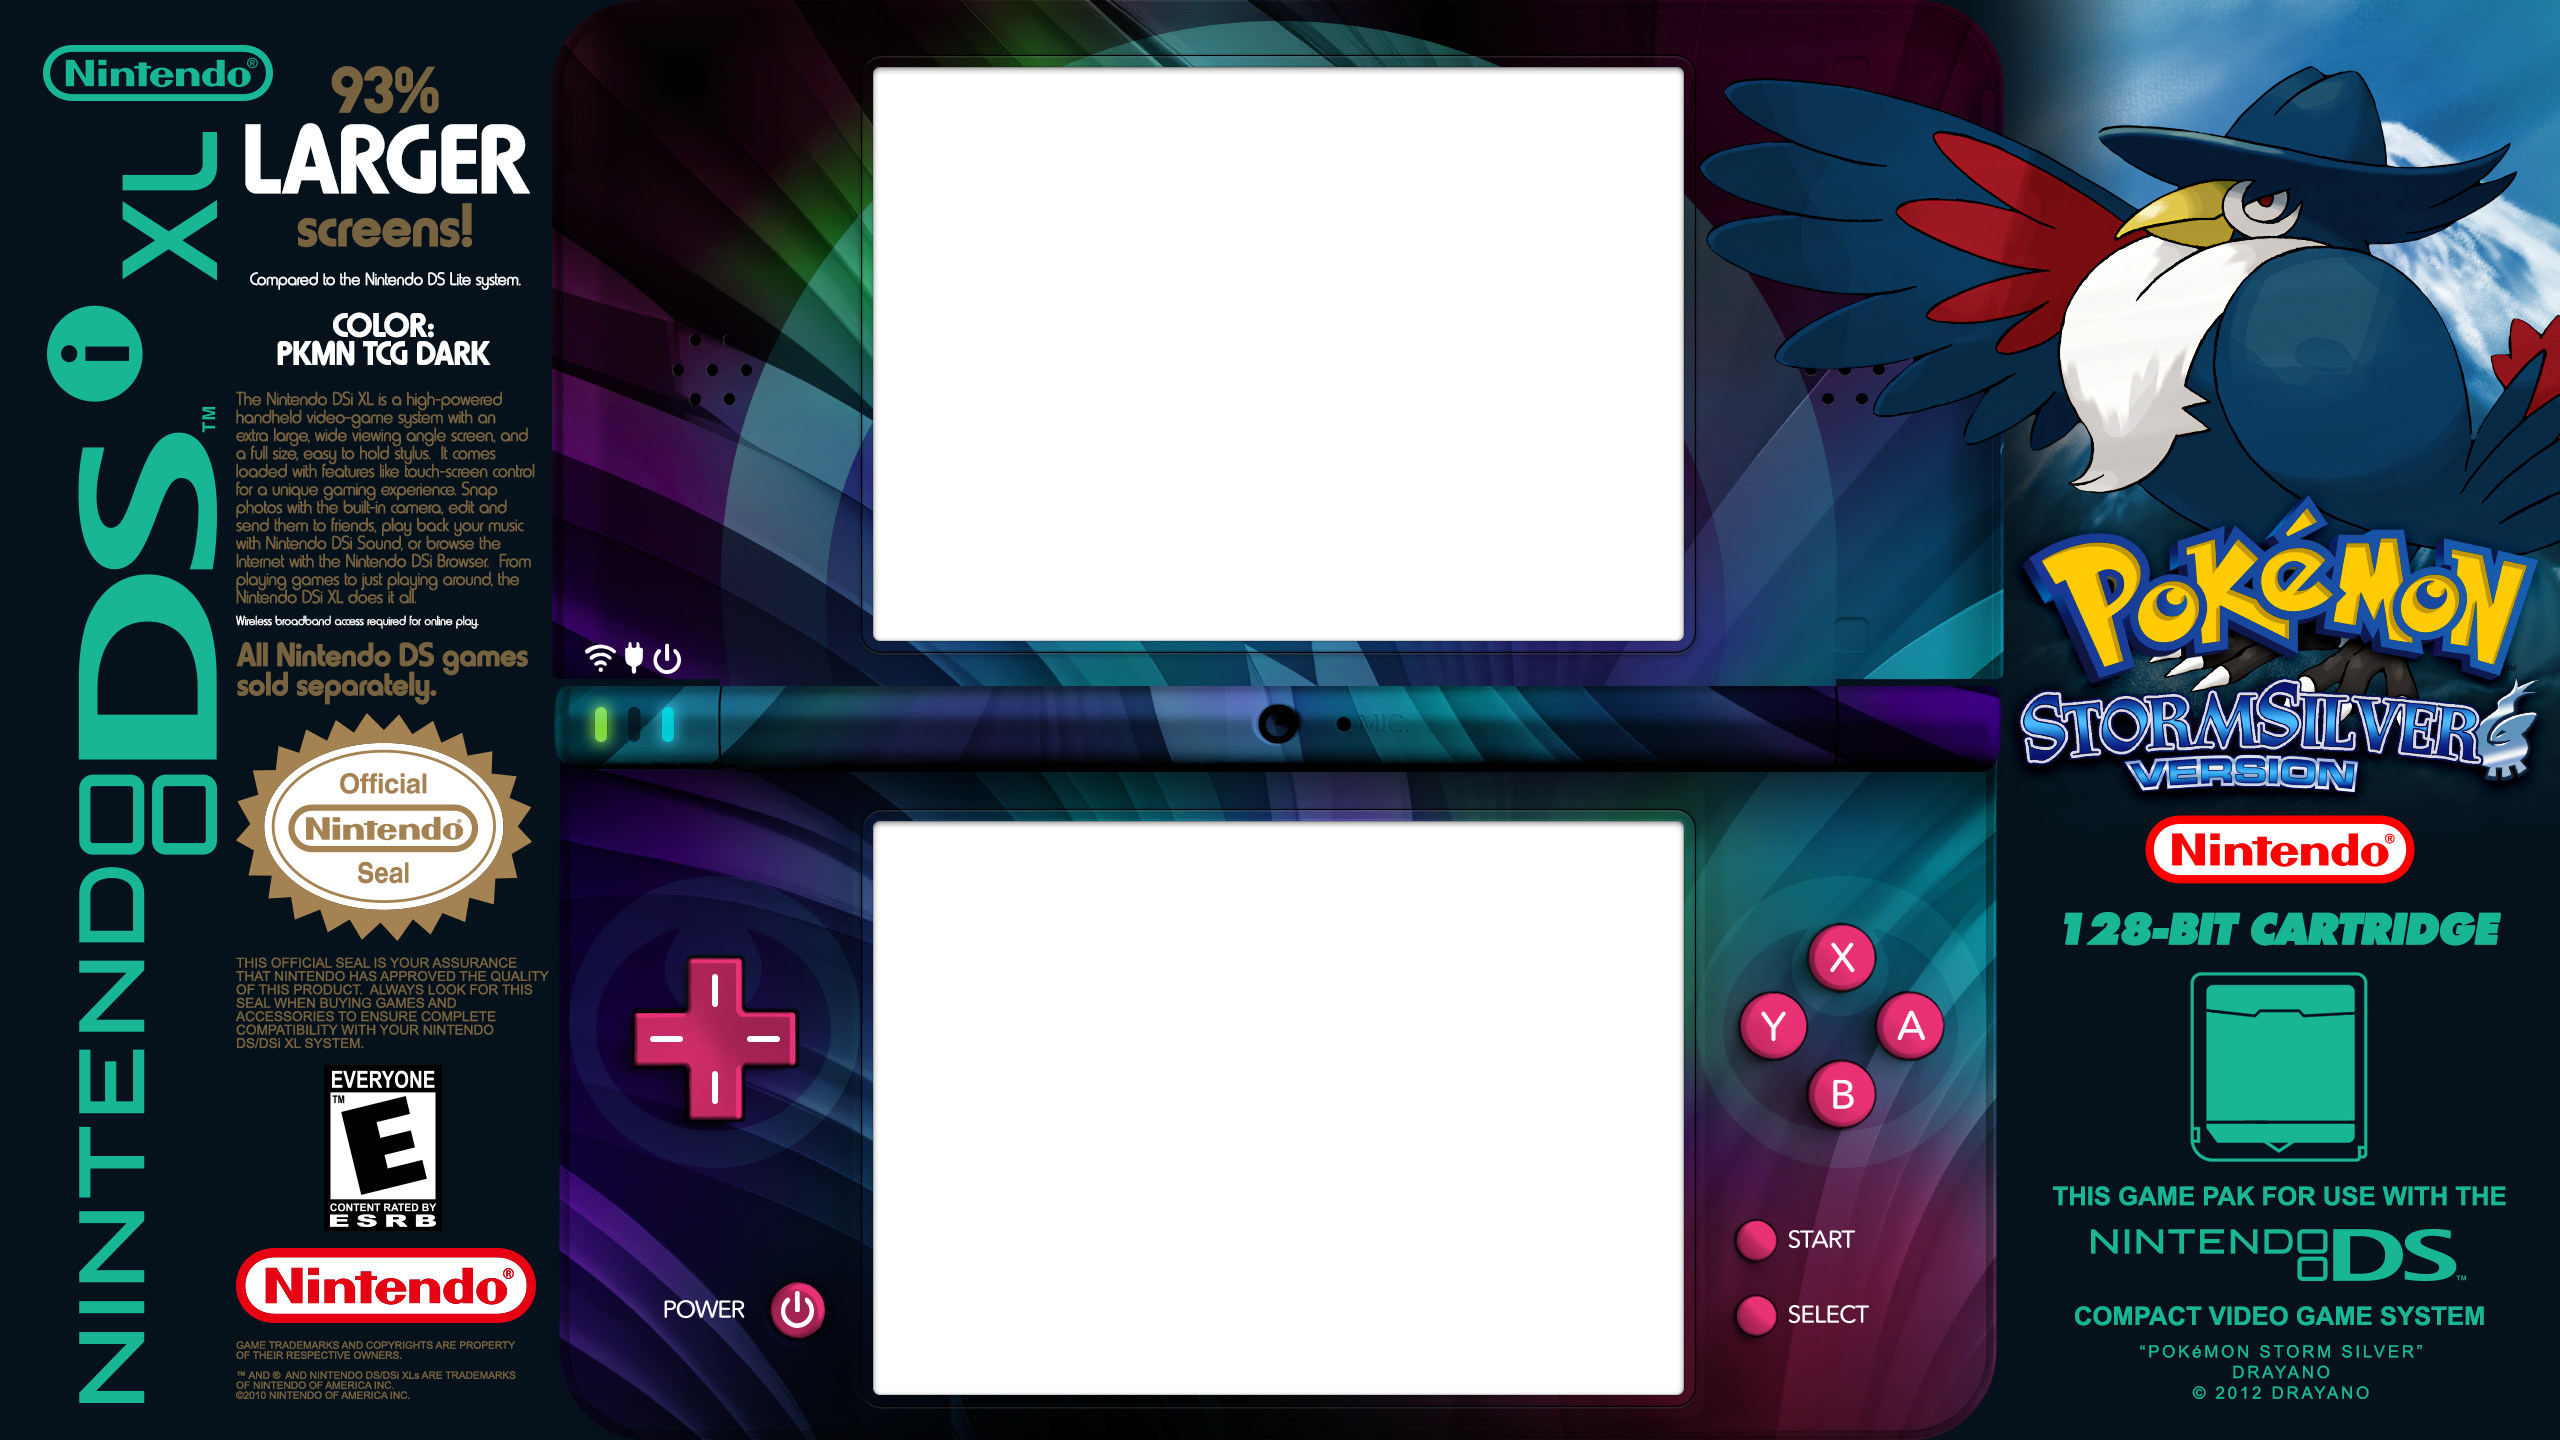 Nintendo®
NINTENDO DSi XL™
93%
LARGER
screens!
Compared to the Nintendo DS Lite system.
COLOR:
PKMN TCG DARK
The Nintendo DSi XL is a high-powered
handheld video-game system with an
extra large, wide viewing angle screen, and
a full size, easy to hold stylus. It comes
loaded with features like touch-screen control
for a unique gaming experience. Snap
photos with the built-in camera, edit and
send them to friends, play back your music
with Nintendo DSi Sound, or browse the
Internet with the Nintendo DSi Browser. From
playing games to just playing around, the
Nintendo DSi XL does it all.
Wireless broadband access required for online play.
All Nintendo DS games
sold separately.
Official
Nintendo®
Seal
THIS OFFICIAL SEAL IS YOUR ASSURANCE
THAT NINTENDO HAS APPROVED THE QUALITY
OF THIS PRODUCT. ALWAYS LOOK FOR THIS
SEAL WHEN BUYING GAMES AND
ACCESSORIES TO ENSURE COMPLETE
COMPATIBILITY WITH YOUR NINTENDO
DS/DSi XL SYSTEM.
EVERYONE
™
E
CONTENT RATED BY
ESRB
Nintendo®
GAME TRADEMARKS AND COPYRIGHTS ARE PROPERTY
OF THEIR RESPECTIVE OWNERS.
™ AND ® AND NINTENDO DS/DSi XLs ARE TRADEMARKS
OF NINTENDO OF AMERICA INC.
©2010 NINTENDO OF AMERICA INC.
MIC.
X
Y
A
B
START
SELECT
POWER
POKéMON™
STORMSILVER
VERSION
Nintendo®
128-BIT CARTRIDGE
THIS GAME PAK FOR USE WITH THE
NINTENDO DS™
COMPACT VIDEO GAME SYSTEM
“POKéMON STORM SILVER”
DRAYANO
© 2012 DRAYANO